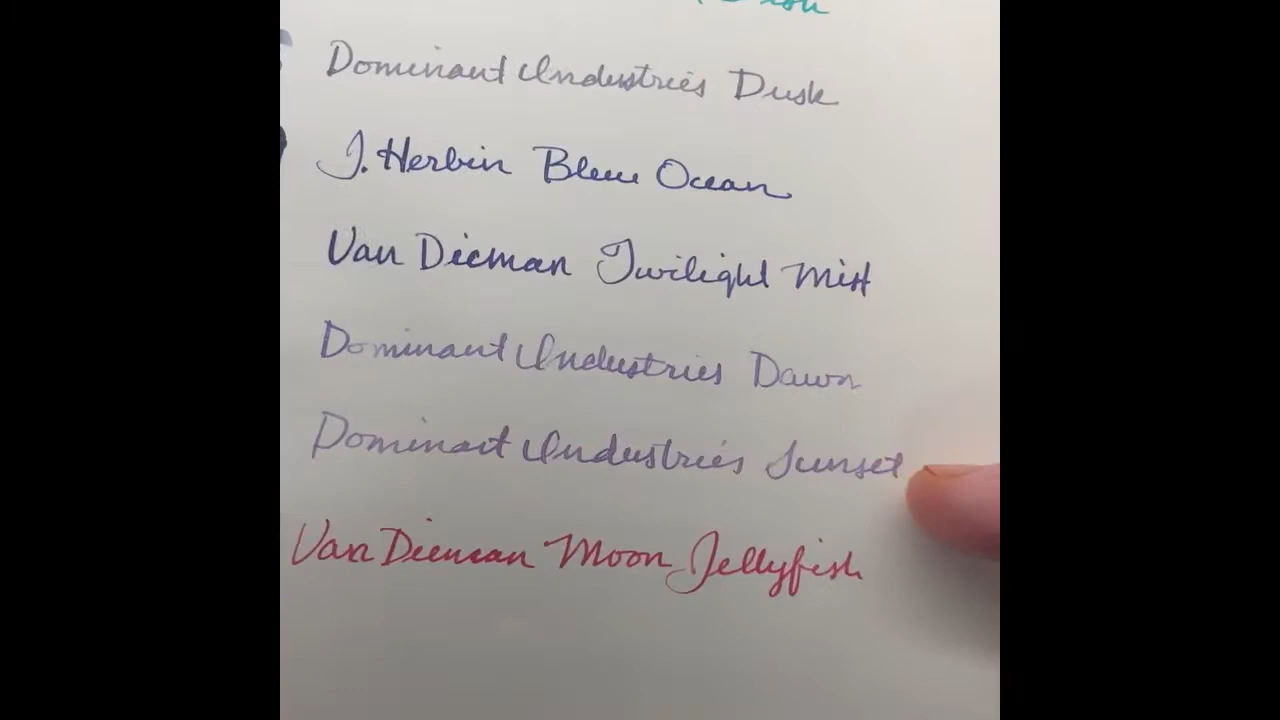 Dominant Industries Dusk
J. Herbin Bleue Ocean
Van Dieman Twilight Mist
Dominant Industries Dawn
Dominant Industries Sunset
Van Dieman Moon Jellyfish